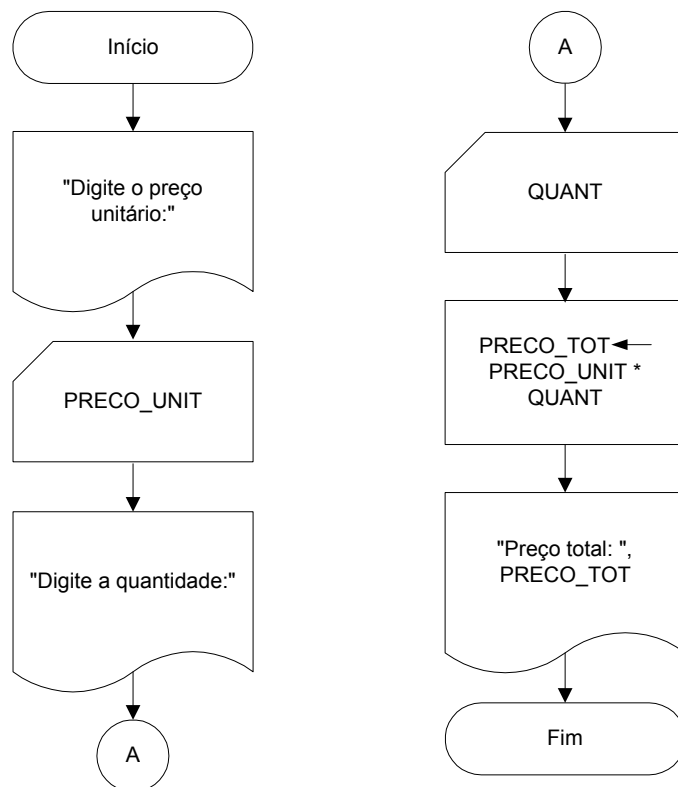 Início
"Digite o preço
unitário:"
PRECO_UNIT
"Digite a quantidade:"
A
A
QUANT
PRECO_TOT
PRECO_UNIT *
QUANT
"Preço total: ",
PRECO_TOT
Fim